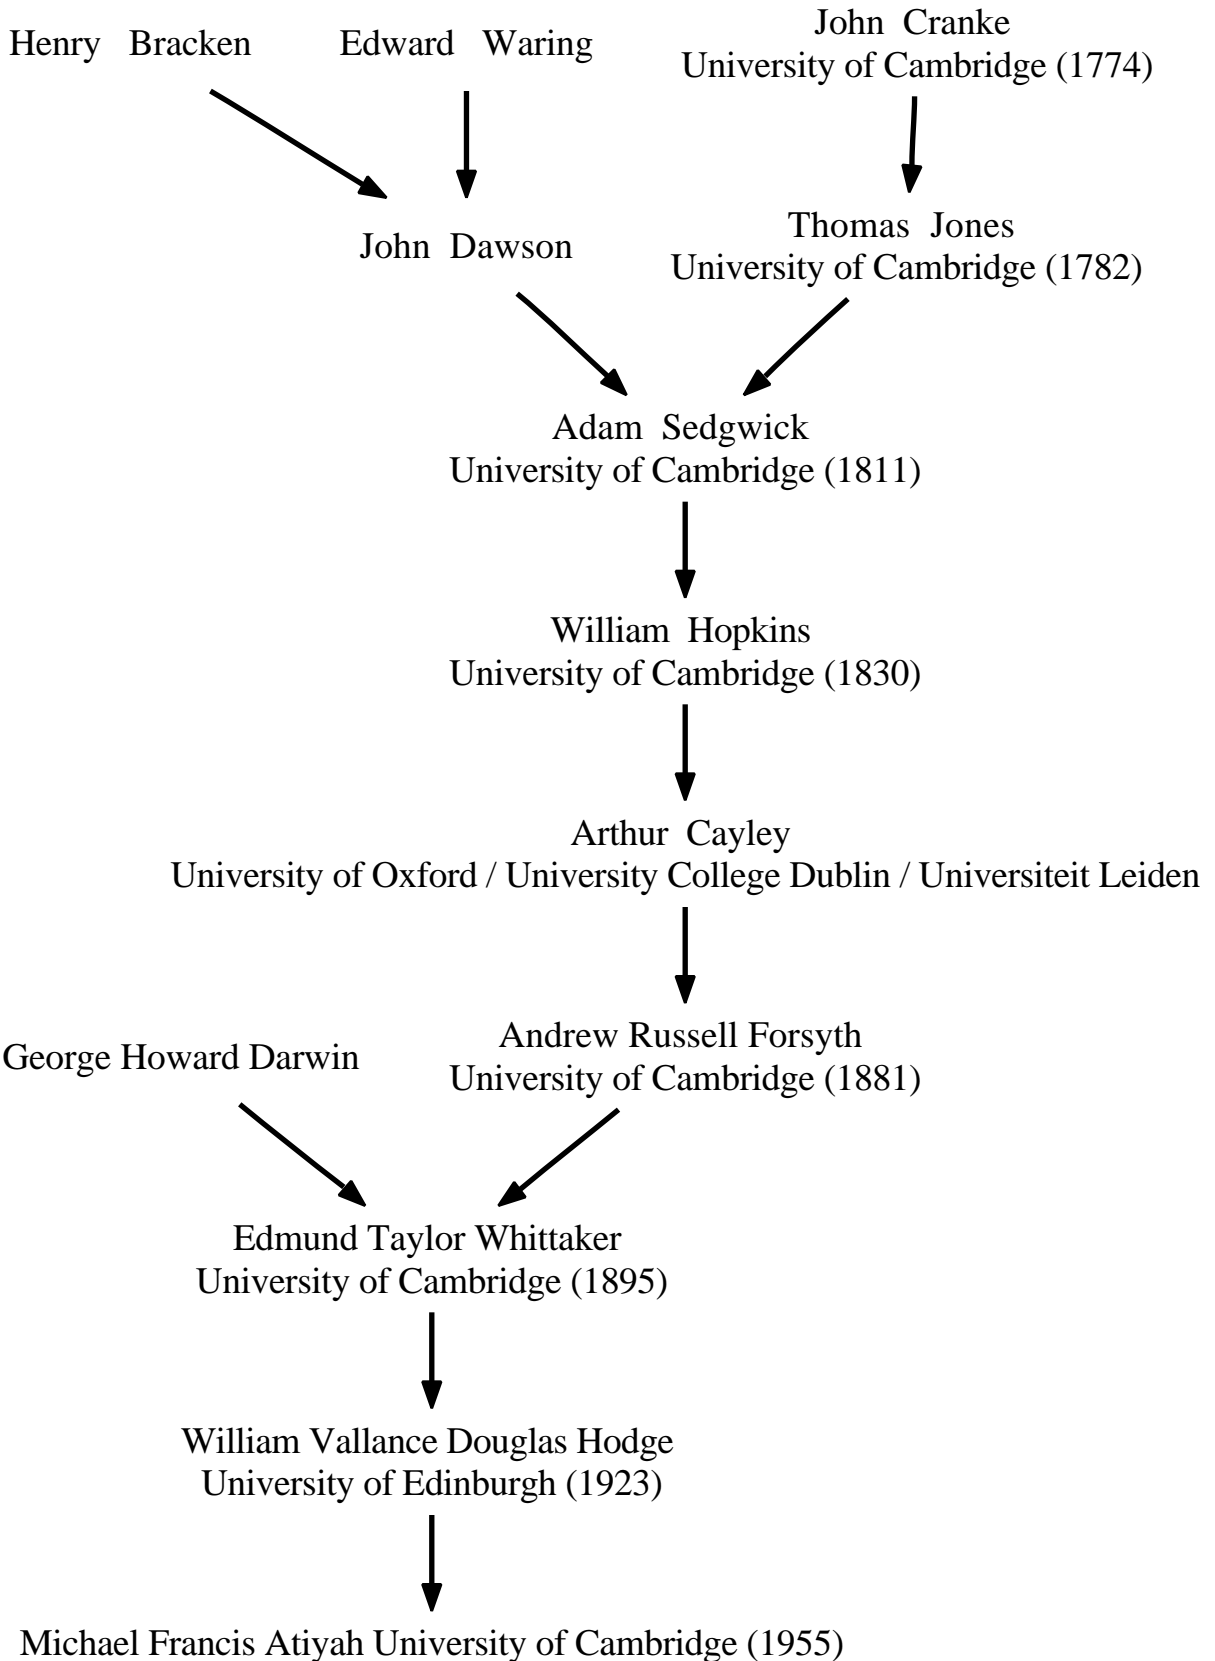 Henry Bracken
Edward Waring
John Cranke
University of Cambridge (1774)
John Dawson
Thomas Jones
University of Cambridge (1782)
Adam Sedgwick
University of Cambridge (1811)
William Hopkins
University of Cambridge (1830)
Arthur Cayley
University of Oxford / University College Dublin / Universiteit Leiden
George Howard Darwin
Andrew Russell Forsyth
University of Cambridge (1881)
Edmund Taylor Whittaker
University of Cambridge (1895)
William Vallance Douglas Hodge
University of Edinburgh (1923)
Michael Francis Atiyah University of Cambridge (1955)